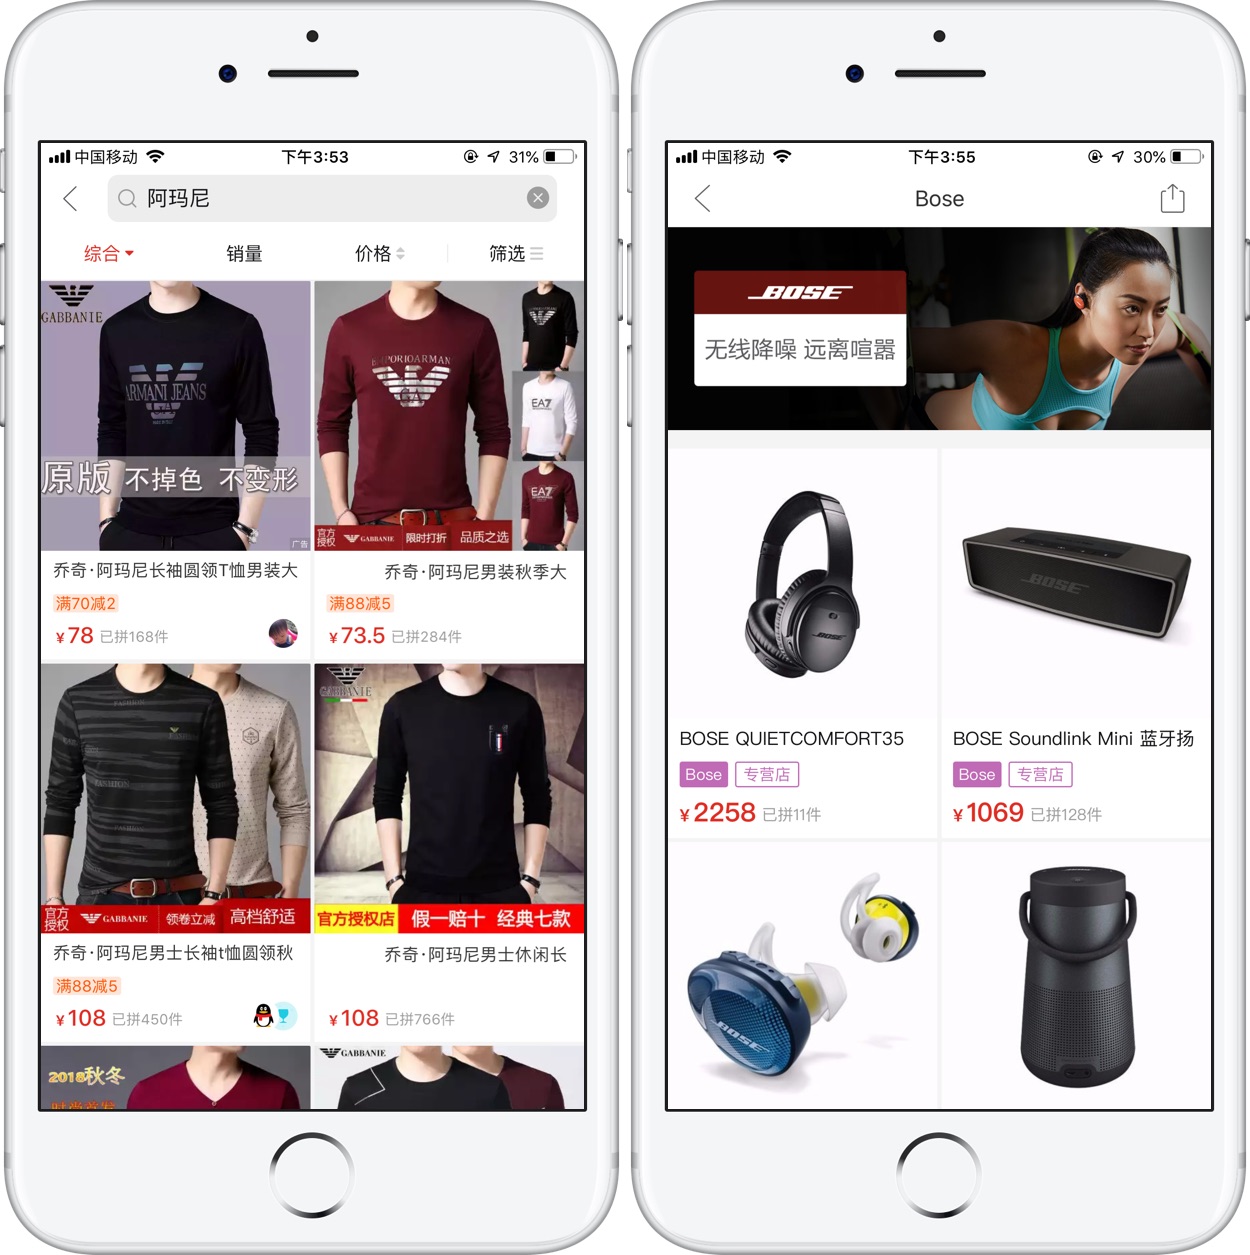 中国移动
下午3:53
31%
阿玛尼
综合
销量
价格
筛选
GABBANIE
ARMANI JEANS
原版 不掉色 不变形
广告
EMPORIOARMAN
EA7
EA7
官方
授权
GABBANIE
限时打折
品质之选
乔奇·阿玛尼长袖圆领T恤男装大
满70减2
¥78 已拼168件
乔奇·阿玛尼男装秋季大
满88减5
¥73.5 已拼284件
FASHION
FASHION
FASHION
官方
授权
GABBANIE
领卷立减
高档舒适
乔奇·阿玛尼男士长袖t恤圆领秋
满88减5
¥108 已拼450件
GABBANIE
官方授权店
假一赔十 经典七款
乔奇·阿玛尼男士休闲长
¥108 已拼766件
2018秋冬
GABBANIE
中国移动
下午3:55
30%
Bose
BOSE
无线降噪 远离喧嚣
BOSE
BOSE QUIETCOMFORT35
Bose 专营店
¥2258 已拼11件
BOSE
BOSE Soundlink Mini 蓝牙扬
Bose 专营店
¥1069 已拼128件
BOSE